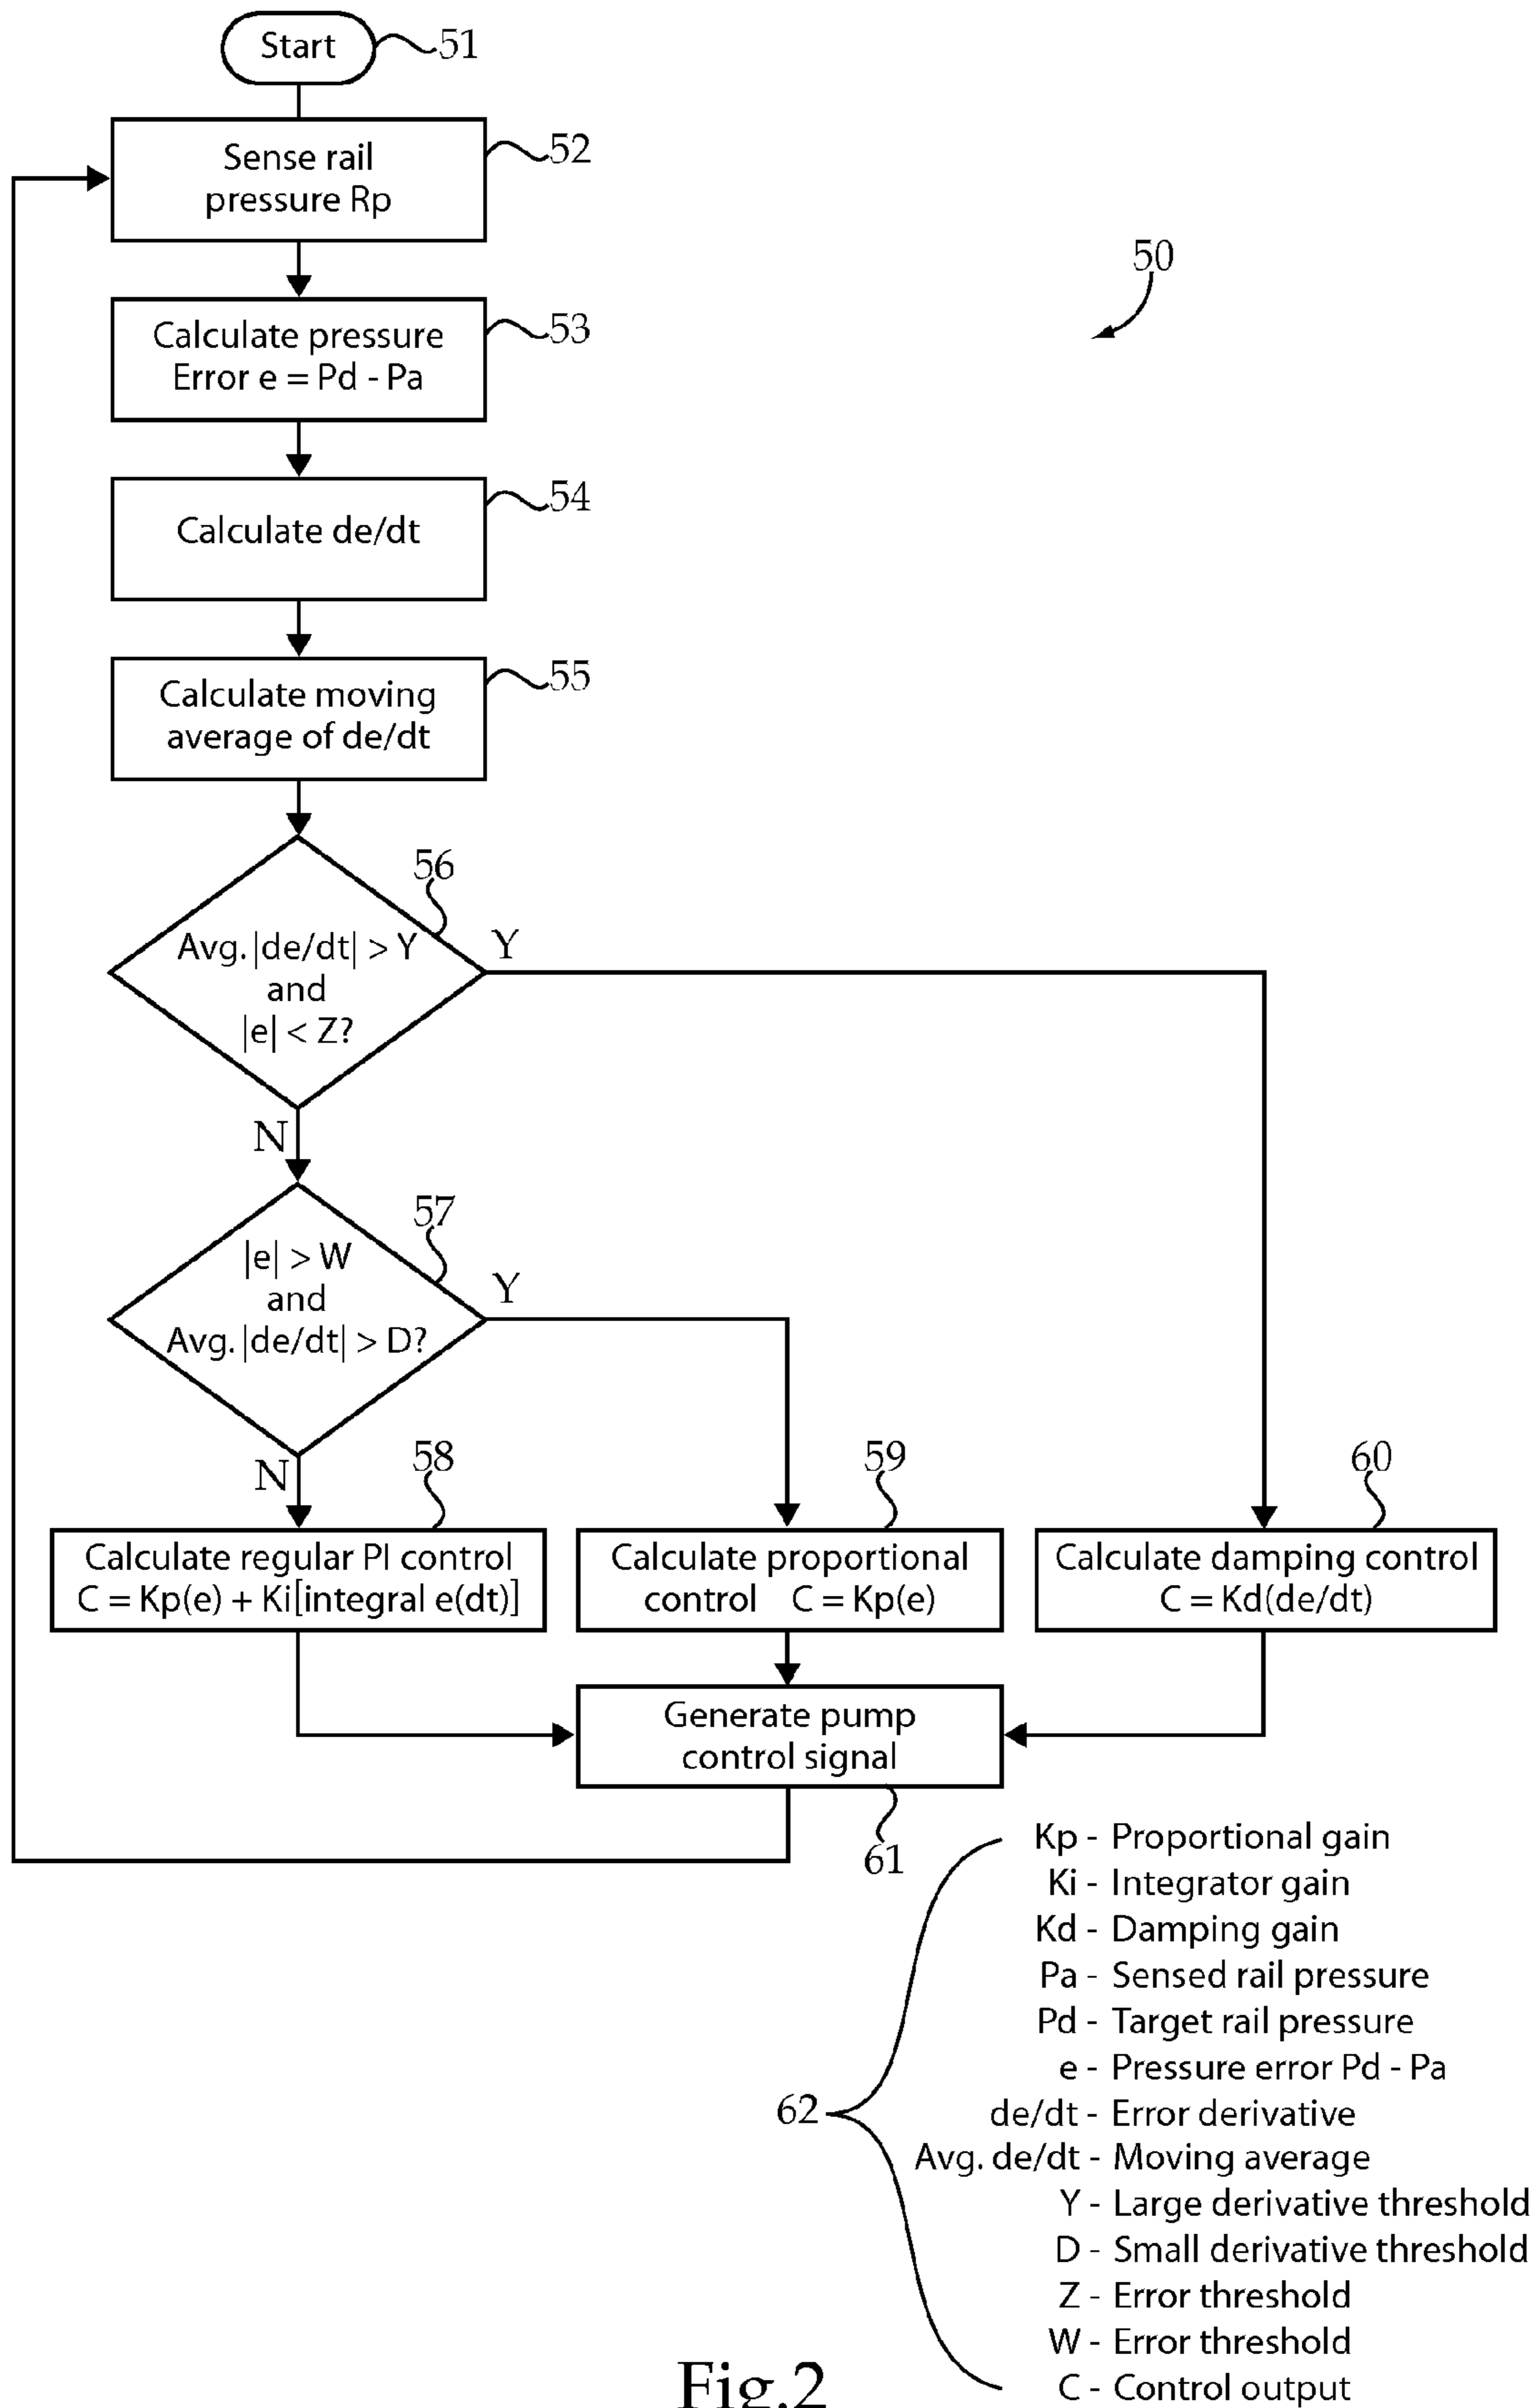 Start
51
Sense rail
pressure Rp
52
50
Calculate pressure
Error e = Pd - Pa
53
Calculate de/dt
54
Calculate moving
average of de/dt
55
56
Avg. |de/dt| > Y
and
|e| < Z?
Y
N
57
|e| > W
and
Avg. |de/dt| > D?
Y
N
58
Calculate regular PI control
C = Kp(e) + Ki[integral e(dt)]
59
Calculate proportional
control C = Kp(e)
60
Calculate damping control
C = Kd(de/dt)
Generate pump
control signal
61
62
Kp - Proportional gain
Ki - Integrator gain
Kd - Damping gain
Pa - Sensed rail pressure
Pd - Target rail pressure
e - Pressure error Pd - Pa
de/dt - Error derivative
Avg. de/dt - Moving average
Y - Large derivative threshold
D - Small derivative threshold
Z - Error threshold
W - Error threshold
C - Control output
Fig.2